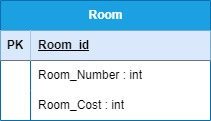 Room
PK Room_id
Room_Number : int
Room_Cost : int